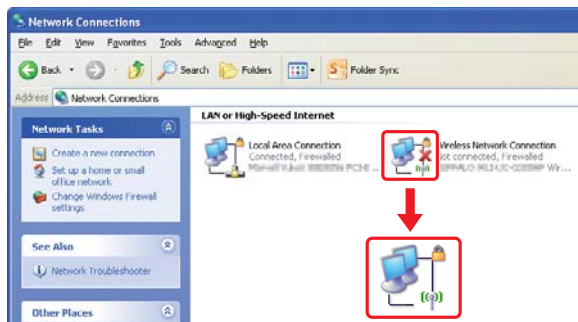 Network Connections
File Edit View Favorites Tools Advanced Help
Back Search Folders Folder Sync
Address Network Connections
LAN or High-Speed Internet
Network Tasks
Create a new connection
Set up a home or small
office network
Change Windows Firewall
settings
See Also
Network Troubleshooter
Other Places
Local Area Connection
Connected, Firewalled
Wireless Network Connection
Not connected, Firewalled